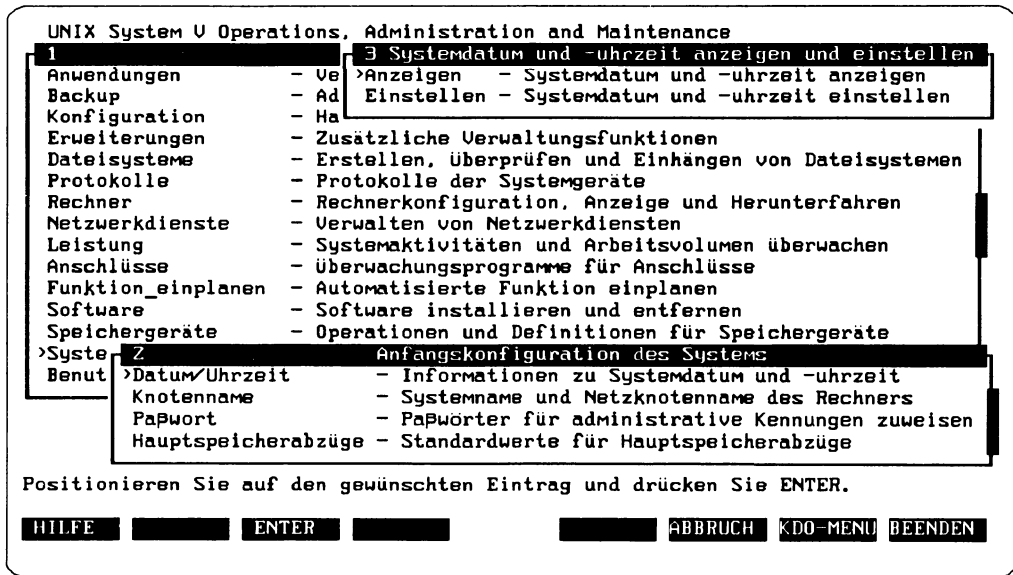 UNIX System V Operations, Administration and Maintenance
1
3 Systemdatum und -uhrzeit anzeigen und einstellen
Anwendungen - Ve
>Anzeigen - Systemdatum und -uhrzeit anzeigen
Backup - Ad
Einstellen - Systemdatum und -uhrzeit einstellen
Konfiguration - Ha
Erweiterungen - Zusätzliche Verwaltungsfunktionen
Dateisysteme - Erstellen, Überprüfen und Einhängen von Dateisystemen
Protokolle - Protokolle der Systemgeräte
Rechner - Rechnerkonfiguration, Anzeige und Herunterfahren
Netzwerkdienste - Verwalten von Netzwerkdiensten
Leistung - Systemaktivitäten und Arbeitsvolumen überwachen
Anschlüsse - Überwachungsprogramme für Anschlüsse
Funktion_einplanen - Automatisierte Funktion einplanen
Software - Software installieren und entfernen
Speichergeräte - Operationen und Definitionen für Speichergeräte
>Syste
2 Anfangskonfiguration des Systems
Benut
>Datum/Uhrzeit - Informationen zu Systemdatum und -uhrzeit
Knotenname - Systemname und Netzknotenname des Rechners
Paßwort - Paßwörter für administrative Kennungen zuweisen
Hauptspeicherabzüge - Standardwerte für Hauptspeicherabzüge
Positionieren Sie auf den gewünschten Eintrag und drücken Sie ENTER.
HILFE ENTER ABBRUCH KDO-MENU BEENDEN